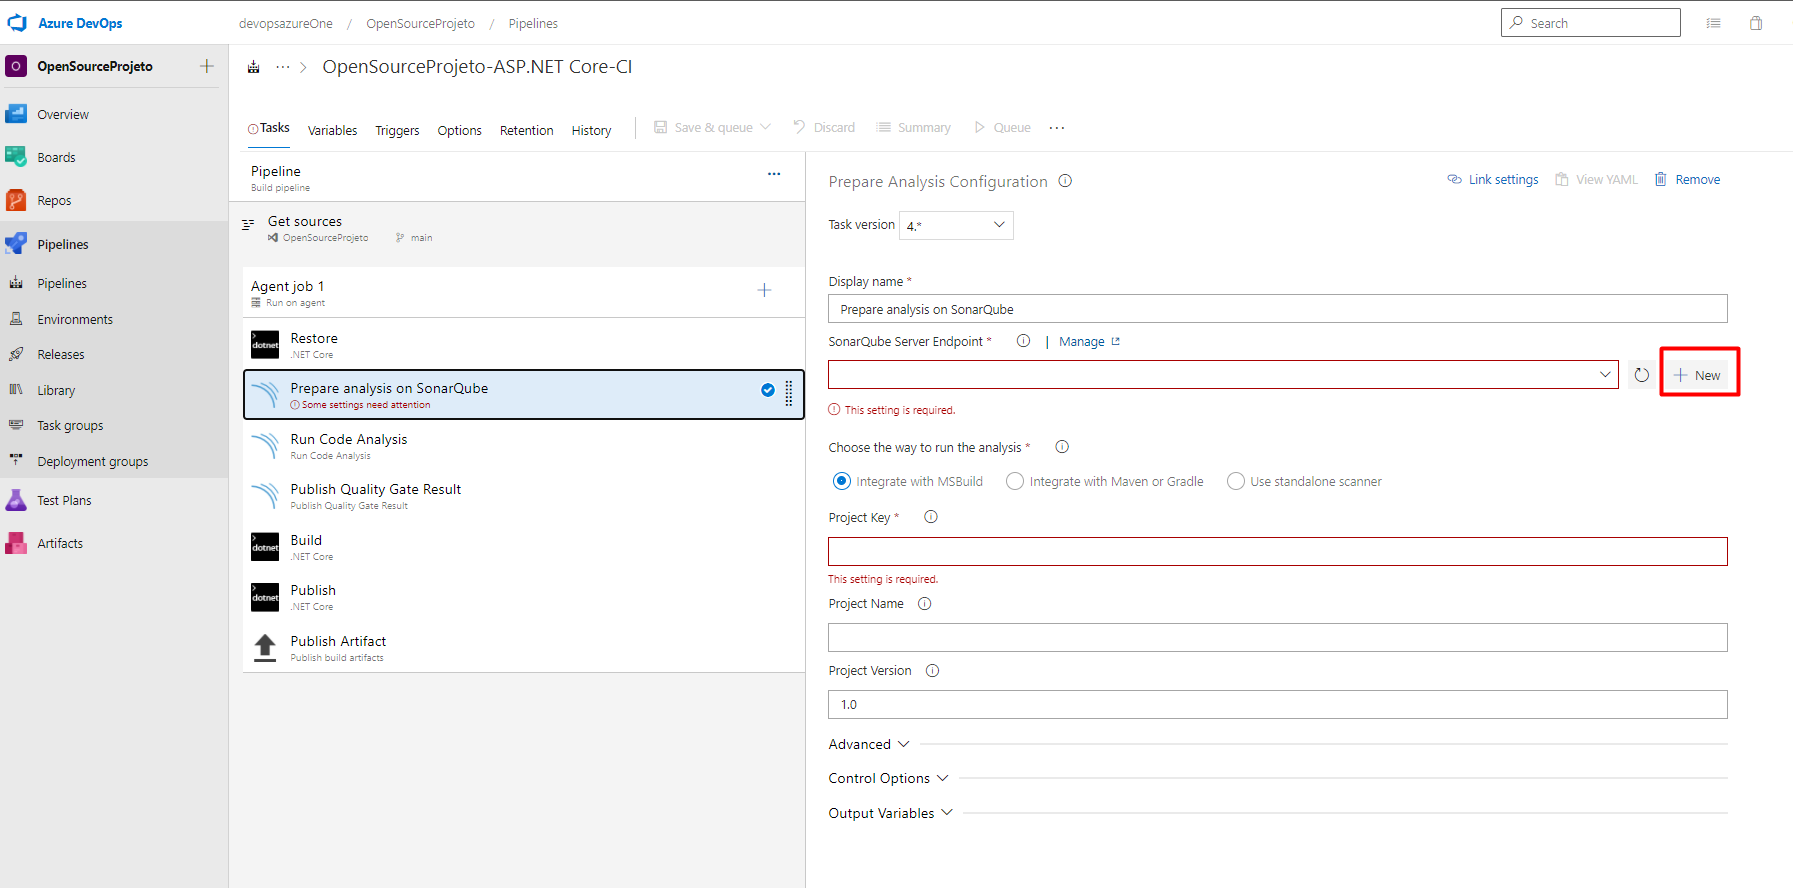 Azure DevOps
devopsazureOne / OpenSourceProjeto / Pipelines
Search
O OpenSourceProjeto
Overview
Boards
Repos
Pipelines
Pipelines
Environments
Releases
Library
Task groups
Deployment groups
Test Plans
Artifacts
OpenSourceProjeto-ASP.NET Core-CI
Tasks Variables Triggers Options Retention History Save & queue Discard Summary Queue
Pipeline
Build pipeline
Get sources
OpenSourceProjeto main
Agent job 1
Run on agent
dotnet
Restore
.NET Core
Prepare analysis on SonarQube
Some settings need attention
Run Code Analysis
Run Code Analysis
Publish Quality Gate Result
Publish Quality Gate Result
dotnet
Build
.NET Core
dotnet
Publish
.NET Core
Publish Artifact
Publish build artifacts
Prepare Analysis Configuration
Link settings View YAML Remove
Task version 4.*
Display name *
Prepare analysis on SonarQube
SonarQube Server Endpoint * | Manage
New
This setting is required.
Choose the way to run the analysis *
Integrate with MSBuild Integrate with Maven or Gradle Use standalone scanner
Project Key *
This setting is required.
Project Name
Project Version
1.0
Advanced
Control Options
Output Variables